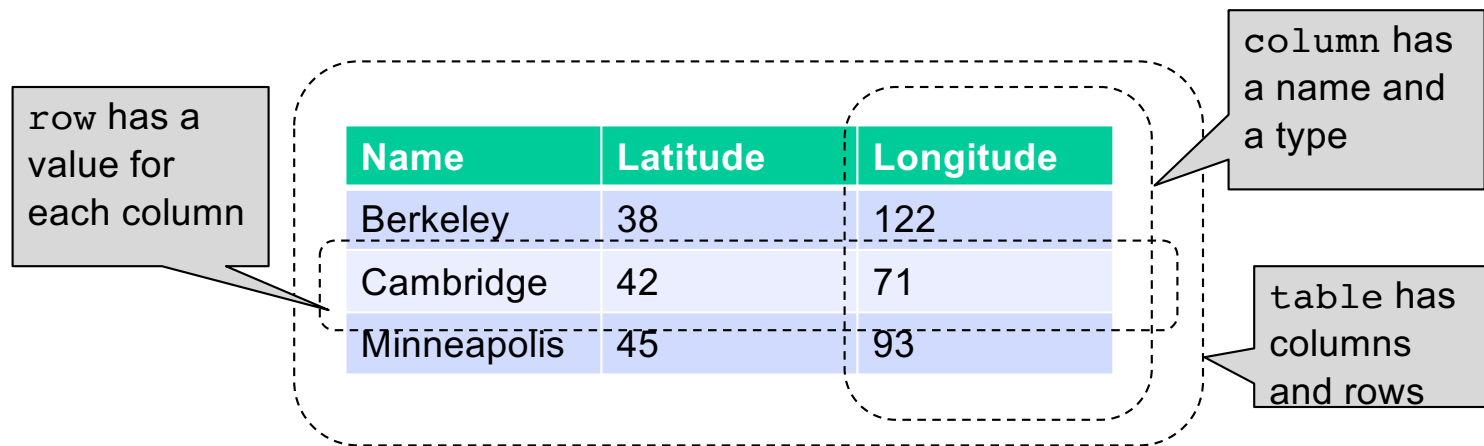 column has
a name and
a type
row has a
value for
each column
Name Latitude Longitude
Berkeley 38 122
Cambridge 42 71
Minneapolis 45 93
table has
columns
and rows